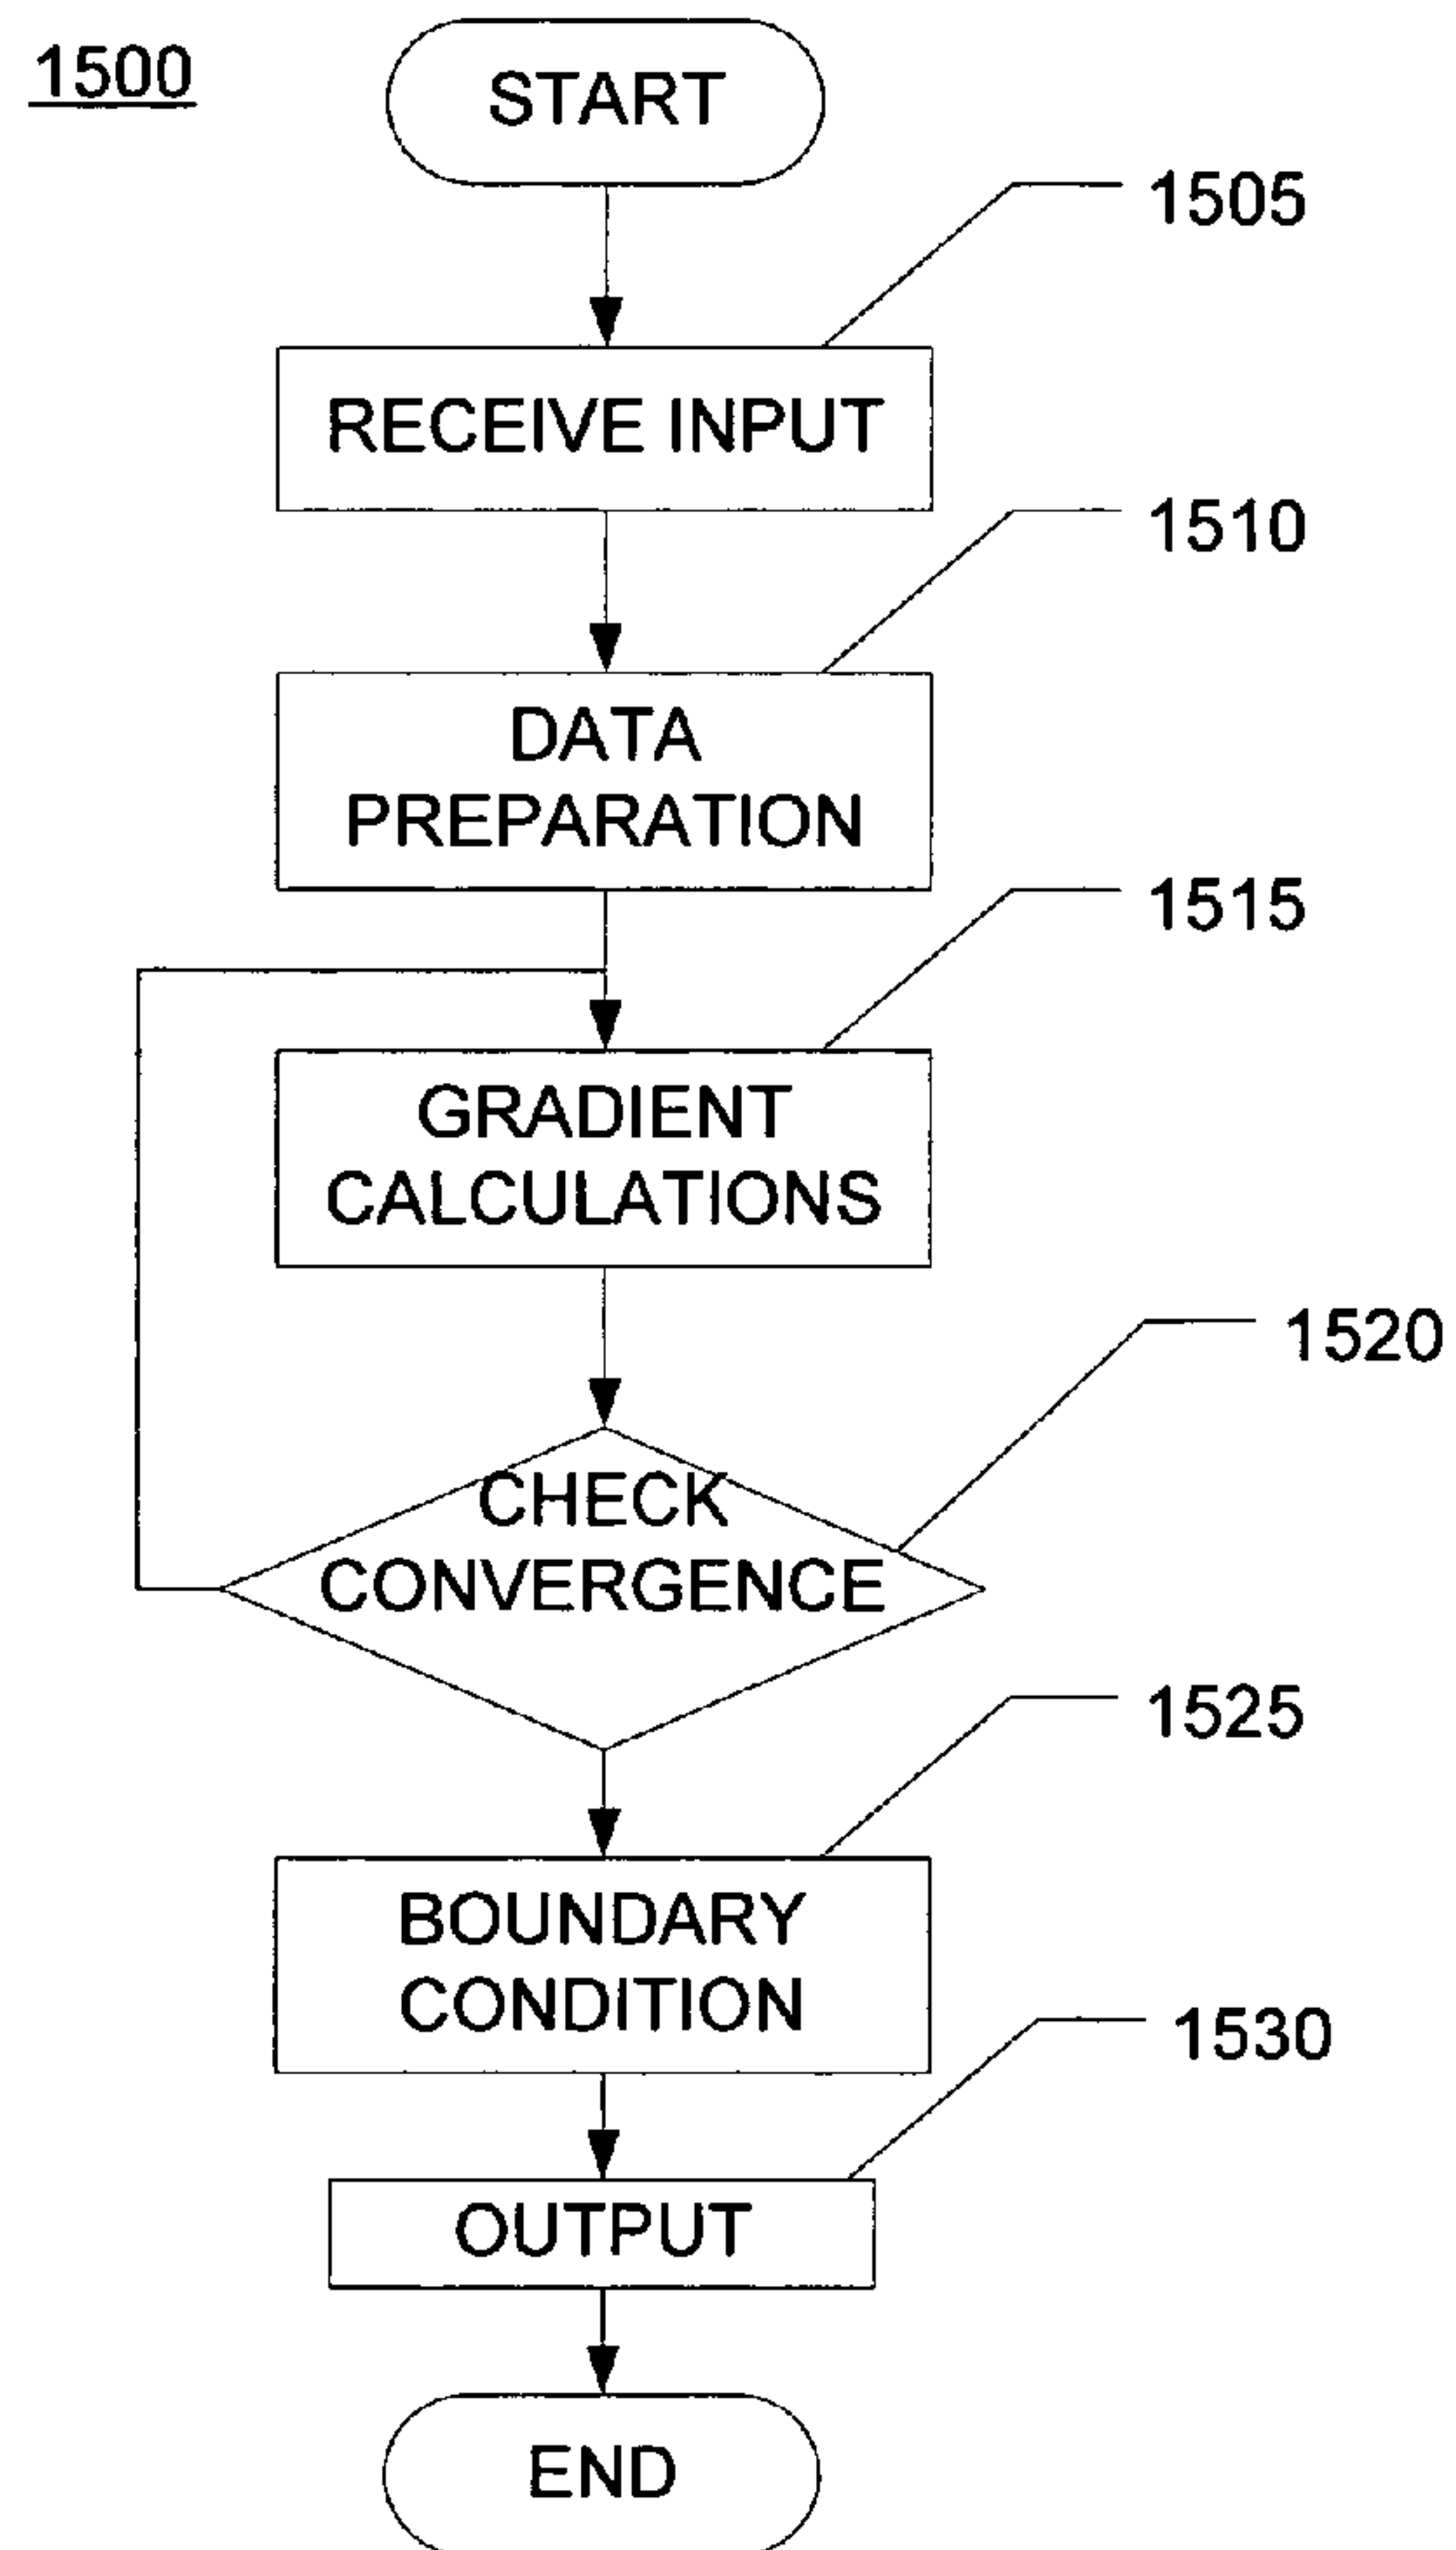 1500
START
1505
RECEIVE INPUT
1510
DATA
PREPARATION
1515
GRADIENT
CALCULATIONS
1520
CHECK
CONVERGENCE
1525
BOUNDARY
CONDITION
1530
OUTPUT
END